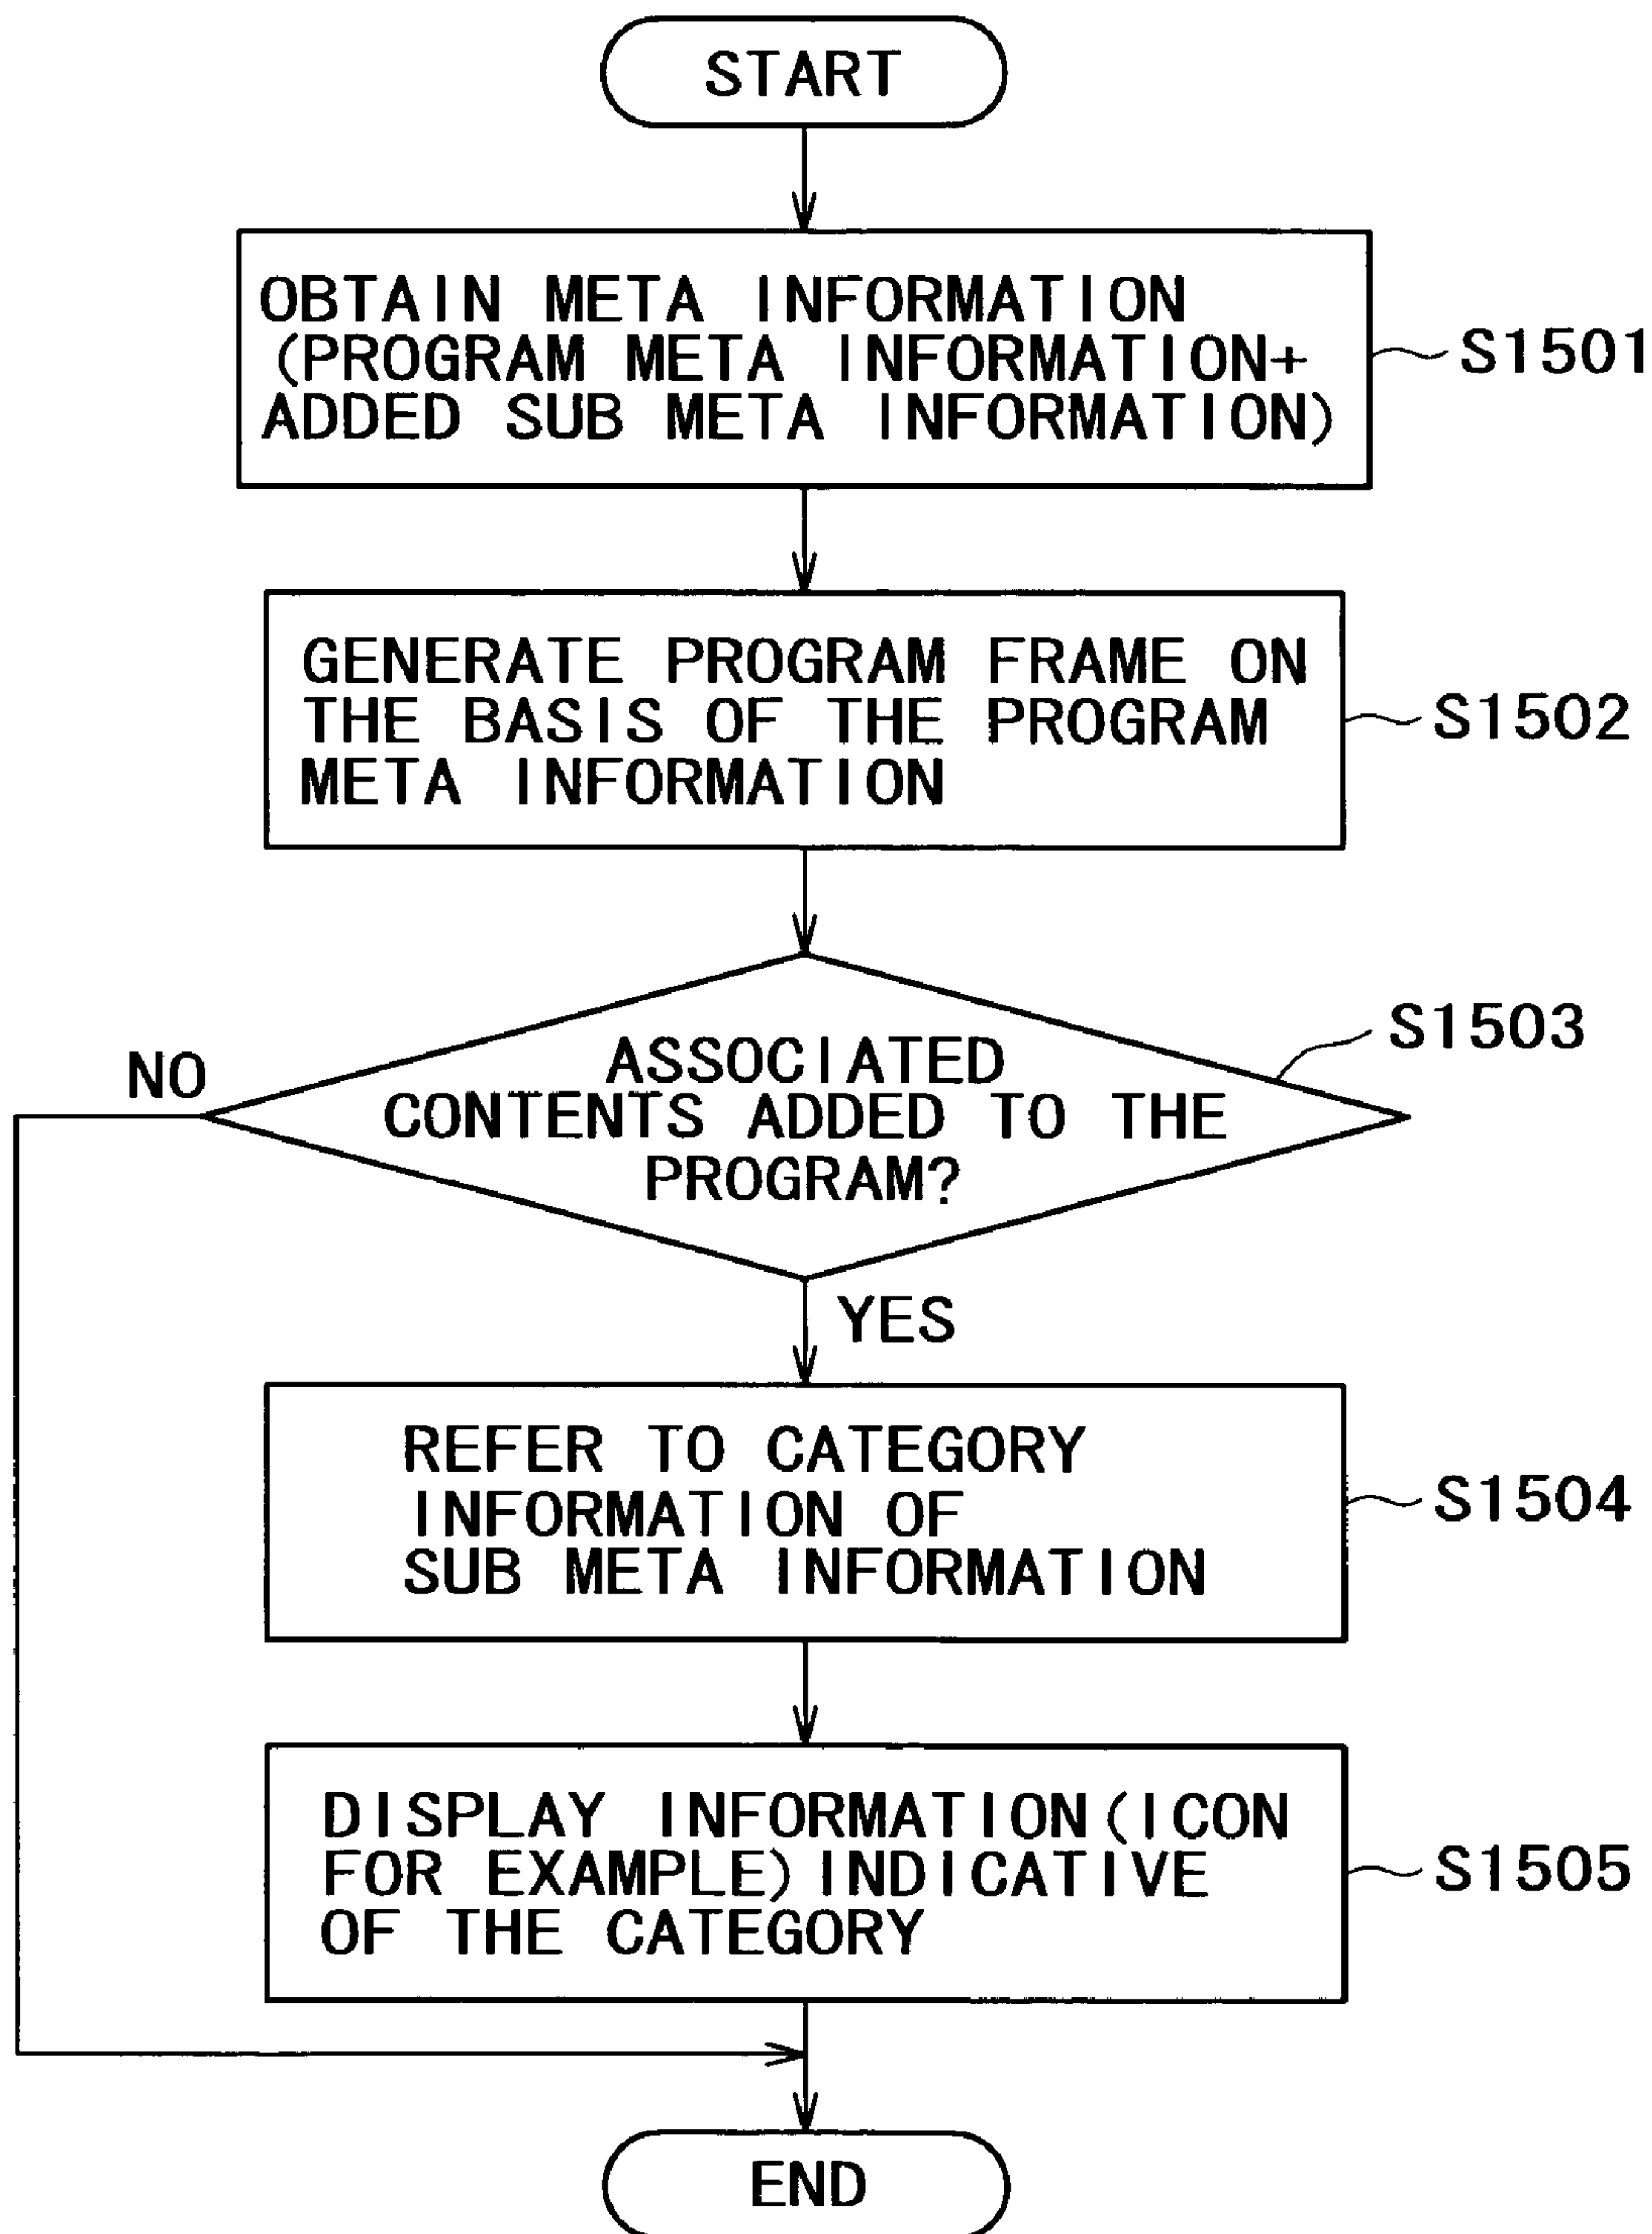 START
OBTAIN META INFORMATION
(PROGRAM META INFORMATION+
ADDED SUB META INFORMATION)
S1501
GENERATE PROGRAM FRAME ON
THE BASIS OF THE PROGRAM
META INFORMATION
S1502
ASSOCIATED
CONTENTS ADDED TO THE
PROGRAM?
S1503
NO
YES
REFER TO CATEGORY
INFORMATION OF
SUB META INFORMATION
S1504
DISPLAY INFORMATION(ICON
FOR EXAMPLE)INDICATIVE
OF THE CATEGORY
S1505
END